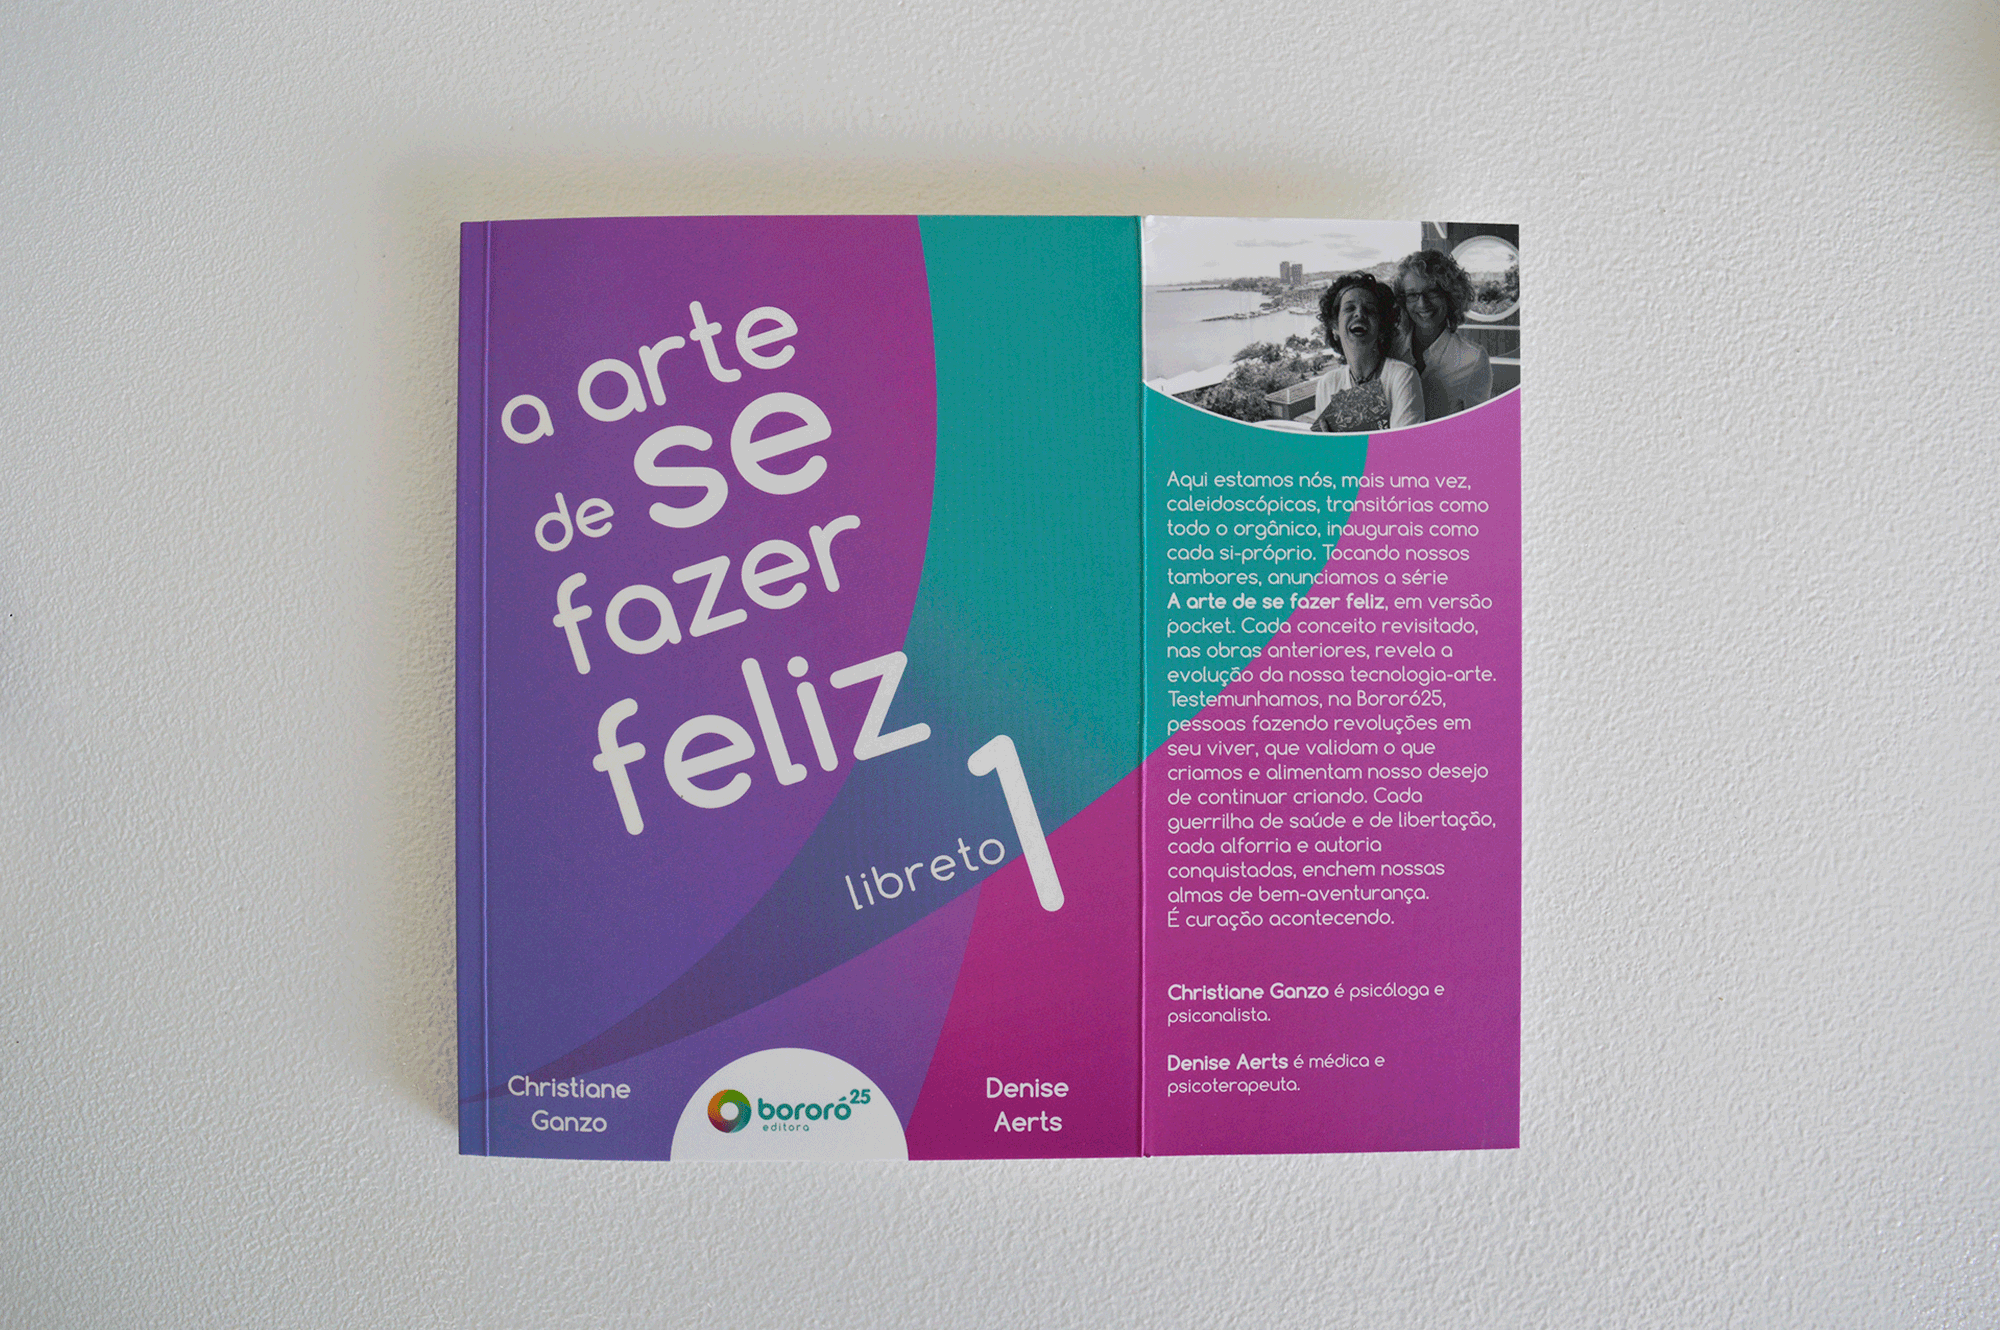 a arte
de se
fazer
feliz
libreto 1
Christiane
Ganzo
bororó25
editora
Denise
Aerts
Aqui estamos nós, mais uma vez,
caleidoscópicas, transitórias como
todo o orgânico, inaugurais como
cada si-próprio. Tocando nossos
tambores, anunciamos a série
A arte de se fazer feliz, em versão
pocket. Cada conceito revisitado,
nas obras anteriores, revela a
evolução da nossa tecnologia-arte.
Testemunhamos, na Bororó25,
pessoas fazendo revoluções em
seu viver, que validam o que
criamos e alimentam nosso desejo
de continuar criando. Cada
guerrilha de saúde e de libertação,
cada alforria e autoria
conquistadas, enchem nossas
almas de bem-aventurança.
É curação acontecendo.
Christiane Ganzo é psicóloga e
psicanalista.
Denise Aerts é médica e
psicoterapeuta.